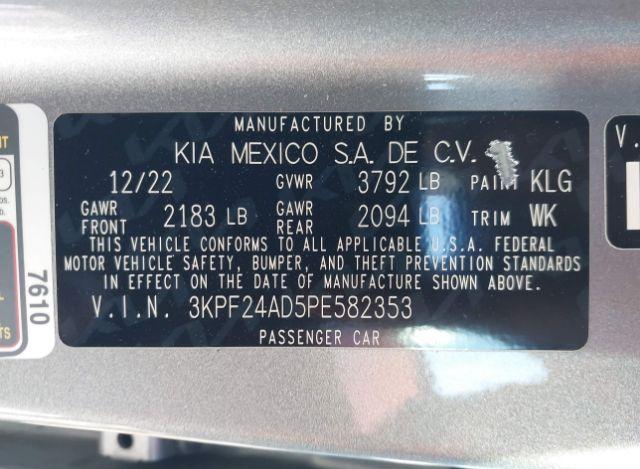 MANUFACTURED BY
KIA MEXICO S.A. DE C.V.
12/22 GVWR 3792 LB PAINT KLG
GAWR FRONT 2183 LB GAWR REAR 2094 LB TRIM WK
THIS VEHICLE CONFORMS TO ALL APPLICABLE U.S.A. FEDERAL
MOTOR VEHICLE SAFETY, BUMPER, AND THEFT PREVENTION STANDARDS
IN EFFECT ON THE DATE OF MANUFACTURE SHOWN ABOVE.
V.I.N. 3KPF24AD5PE582353
PASSENGER CAR
7610